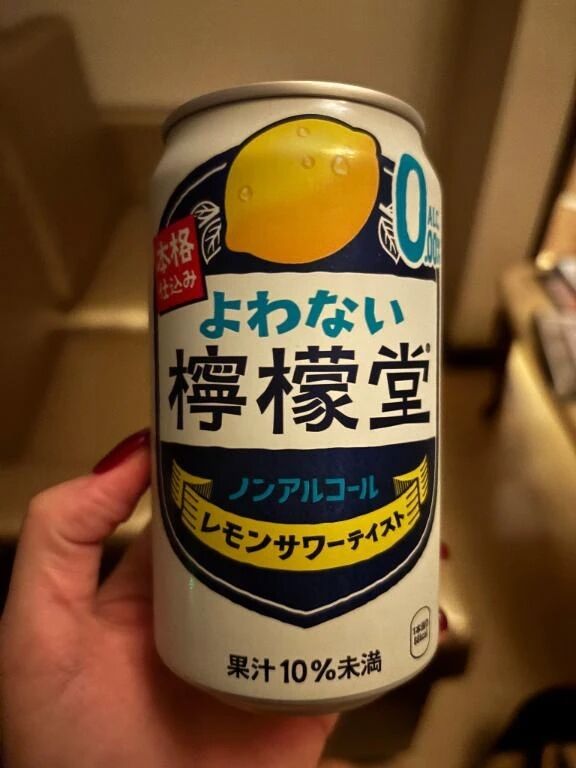 0
ALC.
.00%
本格
仕込み
よわない
檸檬堂®
ノンアルコール
レモンサワーテイスト
果汁10%未満